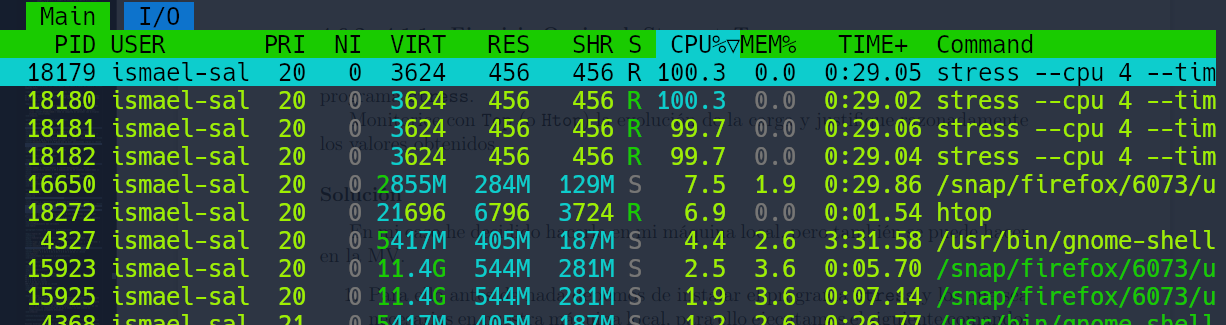 Main I/O
PID USER PRI NI VIRT RES SHR S CPU%▽MEM% TIME+ Command
18179 ismael-sal 20 0 3624 456 456 R 100.3 0.0 0:29.05 stress --cpu 4 --tim
18180 ismael-sal 20 0 3624 456 456 R 100.3 0.0 0:29.02 stress --cpu 4 --tim
18181 ismael-sal 20 0 3624 456 456 R 99.7 0.0 0:29.06 stress --cpu 4 --tim
18182 ismael-sal 20 0 3624 456 456 R 99.7 0.0 0:29.04 stress --cpu 4 --tim
16650 ismael-sal 20 0 2855M 284M 129M S 7.5 1.9 0:29.86 /snap/firefox/6073/u
18272 ismael-sal 20 0 21696 6796 3724 R 6.9 0.0 0:01.54 htop
4327 ismael-sal 20 0 5417M 405M 187M S 4.4 2.6 3:31.58 /usr/bin/gnome-shell
15923 ismael-sal 20 0 11.4G 544M 281M S 2.5 3.6 0:05.70 /snap/firefox/6073/u
15925 ismael-sal 20 0 11.4G 544M 281M S 1.9 3.6 0:07.14 /snap/firefox/6073/u
4368 ismael-sal 21 0 5417M 405M 187M S 1.2 2.6 0:26.77 /usr/bin/gnome-shell